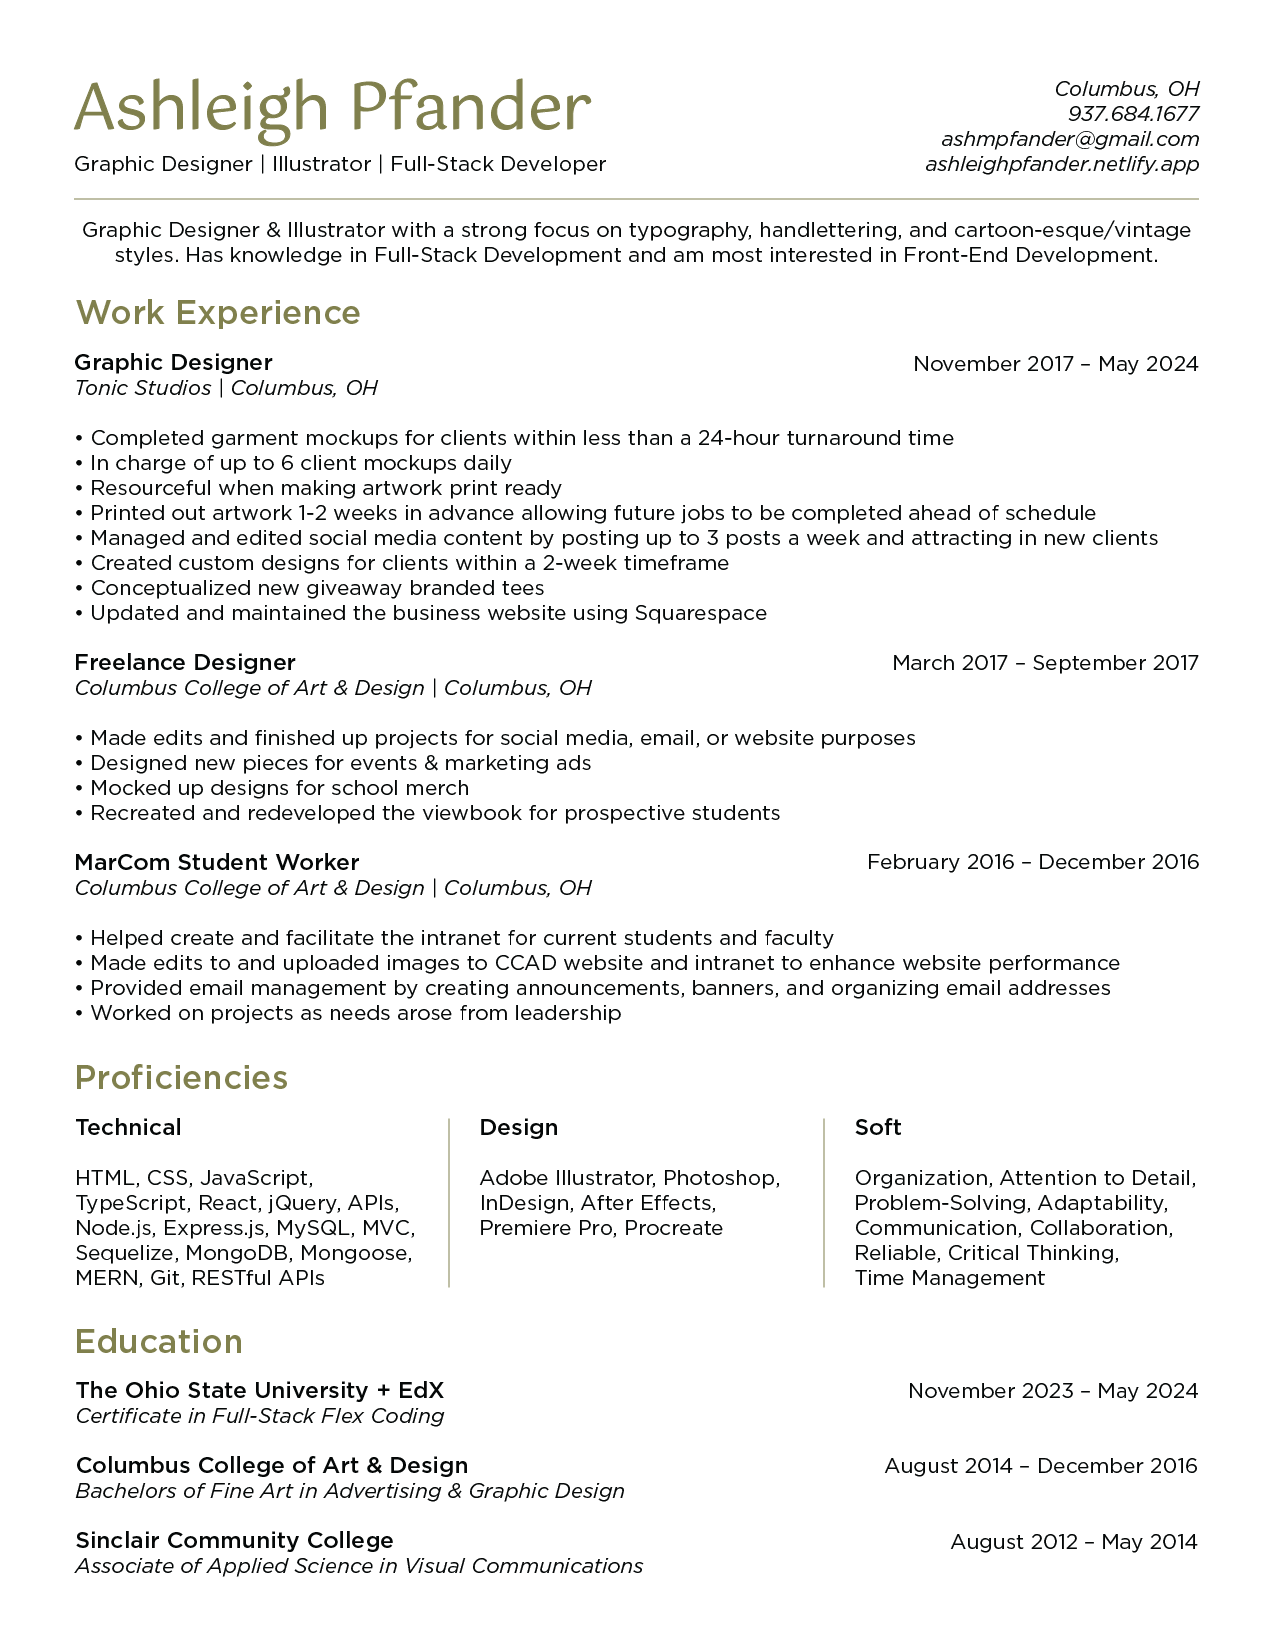 Ashleigh Pfander
Graphic Designer | Illustrator | Full-Stack Developer
Columbus, OH
937.684.1677
ashmpfander@gmail.com
ashleighpfander.netlify.app
Graphic Designer & Illustrator with a strong focus on typography, handlettering, and cartoon-esque/vintage
styles. Has knowledge in Full-Stack Development and am most interested in Front-End Development.
Work Experience
Graphic Designer
November 2017 – May 2024
Tonic Studios | Columbus, OH
• Completed garment mockups for clients within less than a 24-hour turnaround time
• In charge of up to 6 client mockups daily
• Resourceful when making artwork print ready
• Printed out artwork 1-2 weeks in advance allowing future jobs to be completed ahead of schedule
• Managed and edited social media content by posting up to 3 posts a week and attracting in new clients
• Created custom designs for clients within a 2-week timeframe
• Conceptualized new giveaway branded tees
• Updated and maintained the business website using Squarespace
Freelance Designer
March 2017 – September 2017
Columbus College of Art & Design | Columbus, OH
• Made edits and finished up projects for social media, email, or website purposes
• Designed new pieces for events & marketing ads
• Mocked up designs for school merch
• Recreated and redeveloped the viewbook for prospective students
MarCom Student Worker
February 2016 – December 2016
Columbus College of Art & Design | Columbus, OH
• Helped create and facilitate the intranet for current students and faculty
• Made edits to and uploaded images to CCAD website and intranet to enhance website performance
• Provided email management by creating announcements, banners, and organizing email addresses
• Worked on projects as needs arose from leadership
Proficiencies
Technical
HTML, CSS, JavaScript,
TypeScript, React, jQuery, APIs,
Node.js, Express.js, MySQL, MVC,
Sequelize, MongoDB, Mongoose,
MERN, Git, RESTful APIs
Design
Adobe Illustrator, Photoshop,
InDesign, After Effects,
Premiere Pro, Procreate
Soft
Organization, Attention to Detail,
Problem-Solving, Adaptability,
Communication, Collaboration,
Reliable, Critical Thinking,
Time Management
Education
The Ohio State University + EdX
November 2023 – May 2024
Certificate in Full-Stack Flex Coding
Columbus College of Art & Design
August 2014 – December 2016
Bachelors of Fine Art in Advertising & Graphic Design
Sinclair Community College
August 2012 – May 2014
Associate of Applied Science in Visual Communications